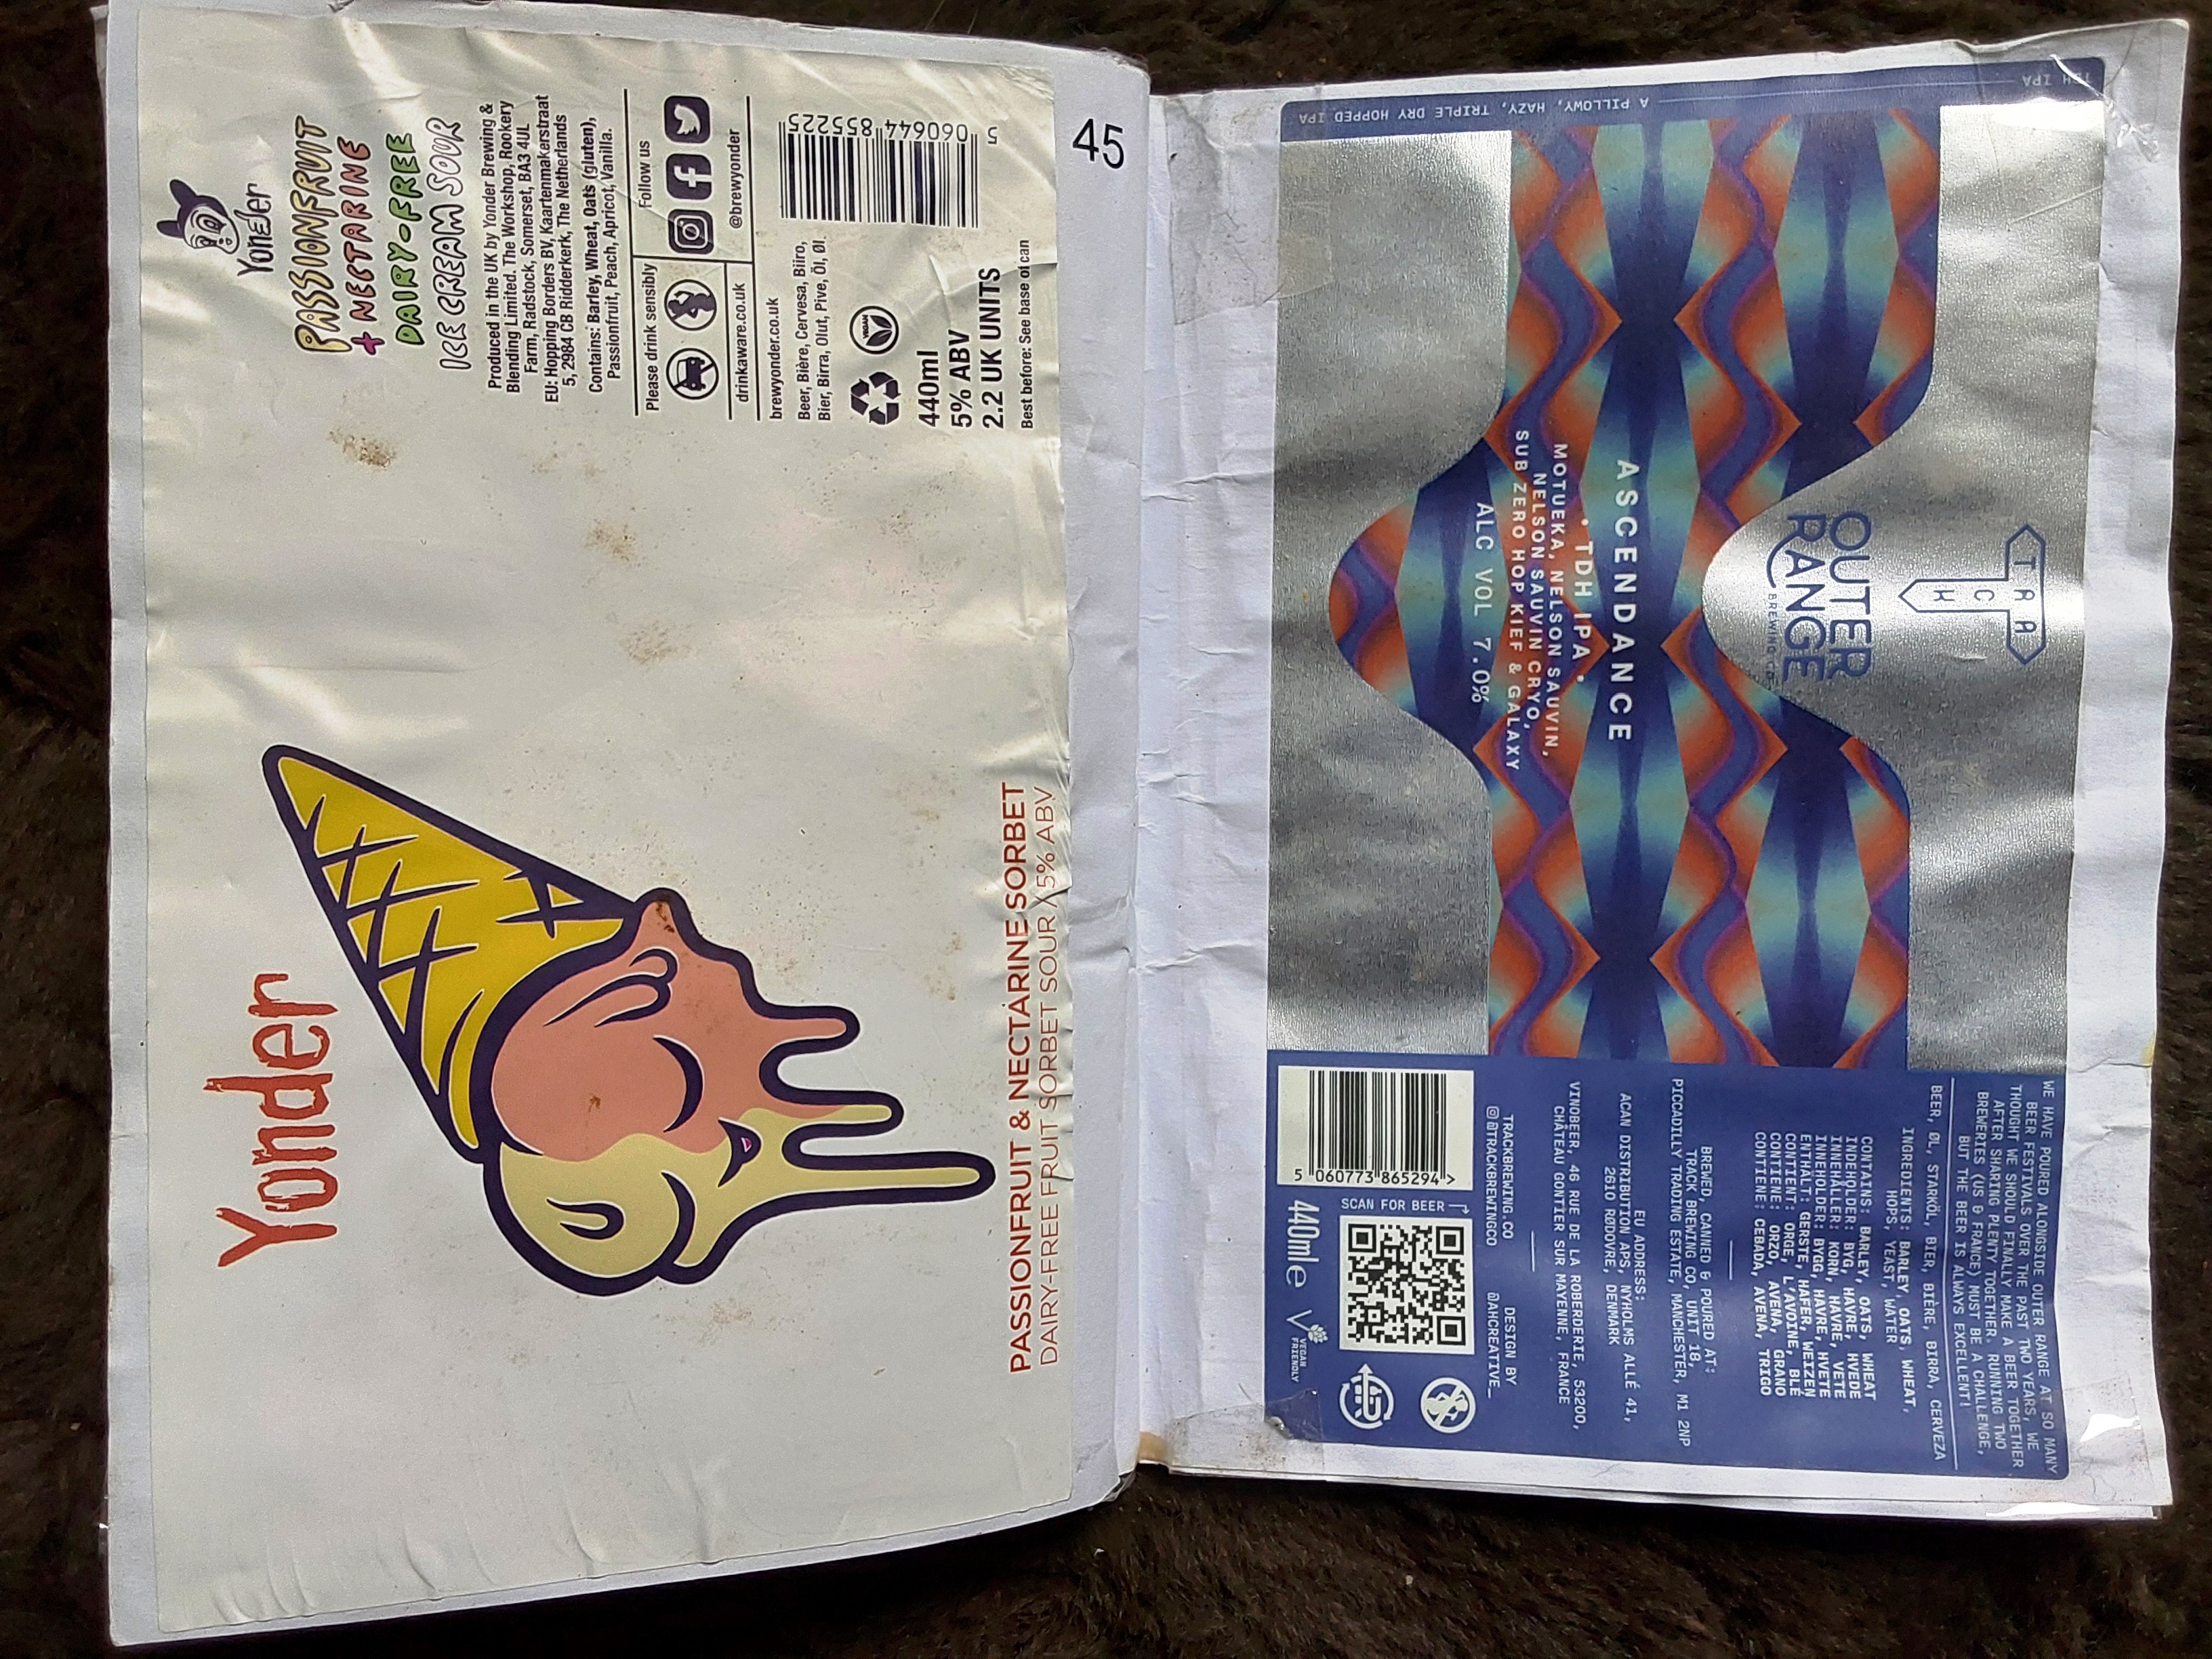 Yonder
PASSIONFRUIT
+ NECTARINE
DAIRY-FREE
ICE CREAM SOUR
Produced in the UK by Yonder Brewing &
Blending Limited. The Workshop, Rookery
Farm, Radstock, Somerset, BA3 4UL
EU: Hopping Borders BV, Kaartenmakerstraat
5, 2984 CB Ridderkerk, The Netherlands
Contains: Barley, Wheat, Oats (gluten),
Passionfruit, Peach, Apricot, Vanilla.
Please drink sensibly
drinkaware.co.uk
Follow us
@brewyonder
brewyonder.co.uk
Beer, Bière, Cervesa, Biiro,
Bier, Birra, Olut, Pive, Öl, Øl.
VEGAN
440ml
5% ABV
2.2 UK UNITS
Best before: See base of can
5 060644 855225
Yonder
PASSIONFRUIT & NECTARINE SORBET
DAIRY-FREE FRUIT SORBET SOUR / 5% ABV
45
TDH IPA
A PILLOWY, HAZY, TRIPLE DRY HOPPED IPA
TRA
C
K
OUTER
RANGE
BREWING CO.
ASCENDANCE
· TDH IPA ·
MOTUEKA, NELSON SAUVIN,
NELSON SAUVIN CRYO,
SUB ZERO HOP KIEF & GALAXY
ALC VOL 7.0%
WE HAVE POURED ALONGSIDE OUTER RANGE AT SO MANY
BEER FESTIVALS OVER THE PAST TWO YEARS, WE
THOUGHT WE SHOULD FINALLY MAKE A BEER TOGETHER
AFTER SHARING PLENTY TOGETHER. RUNNING TWO
BREWERIES (US & FRANCE) MUST BE A CHALLENGE,
BUT THE BEER IS ALWAYS EXCELLENT!
BEER, ØL, STARKÖL, BIER, BIÈRE, BIRRA, CERVEZA
INGREDIENTS: BARLEY, OATS, WHEAT,
HOPS, YEAST, WATER
CONTAINS: BARLEY, OATS, WHEAT
INDEHOLDER: BYG, HAVRE, HVEDE
INNEHÅLLER: KORN, HAVRE, VETE
INNEHOLDER: BYGG, HAVRE, HVETE
ENTHÄLT: GERSTE, HAFER, WEIZEN
CONTIENT: ORGE, L'AVOINE, BLÉ
CONTIENE: ORZO, AVENA, GRANO
CONTIENE: CEBADA, AVENA, TRIGO
BREWED, CANNED & POURED AT:
TRACK BREWING CO, UNIT 18,
PICCADILLY TRADING ESTATE, MANCHESTER, M1 2NP
EU ADDRESS:
ACAN DISTRIBUTION APS, NYHOLMS ALLÉ 41,
2610 RØDOVRE, DENMARK
VINOBEER, 46 RUE DE LA ROBERDERIE, 53200,
CHÂTEAU GONTIER SUR MAYENNE, FRANCE
TRACKBREWING.CO
@TRACKBREWINGCO
DESIGN BY
@AHCREATIVE_
5 060773 865294 >
SCAN FOR BEER
440mle
VEGAN
FRIENDLY